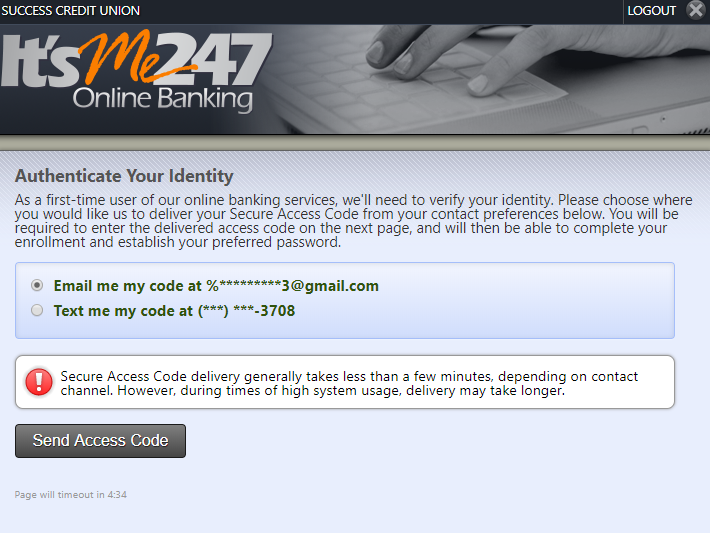 SUCCESS CREDIT UNION
LOGOUT
It's Me 247
Online Banking
Authenticate Your Identity
As a first-time user of our online banking services, we'll need to verify your identity. Please choose where
you would like us to deliver your Secure Access Code from your contact preferences below. You will be
required to enter the delivered access code on the next page, and will then be able to complete your
enrollment and establish your preferred password.
Email me my code at %*********3@gmail.com
Text me my code at (***) ***-3708
Secure Access Code delivery generally takes less than a few minutes, depending on contact
channel. However, during times of high system usage, delivery may take longer.
Send Access Code
Page will timeout in 4:34